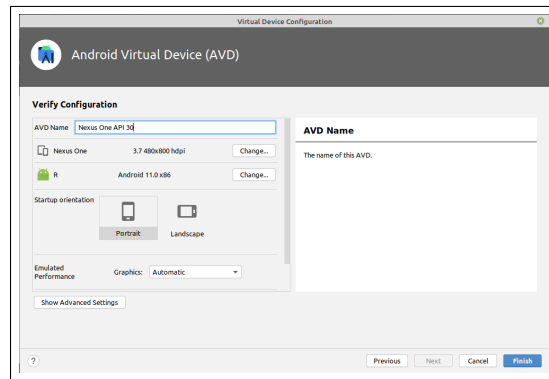 Virtual Device Configuration
Android Virtual Device (AVD)
Verify Configuration
AVD Name Nexus One API 30
Nexus One 3.7 480x800 hdpi Change...
R Android 11.0 x86 Change...
Startup orientation
Portrait Landscape
Emulated
Performance Graphics: Automatic
Show Advanced Settings
AVD Name
The name of this AVD.
? Previous Next Cancel Finish